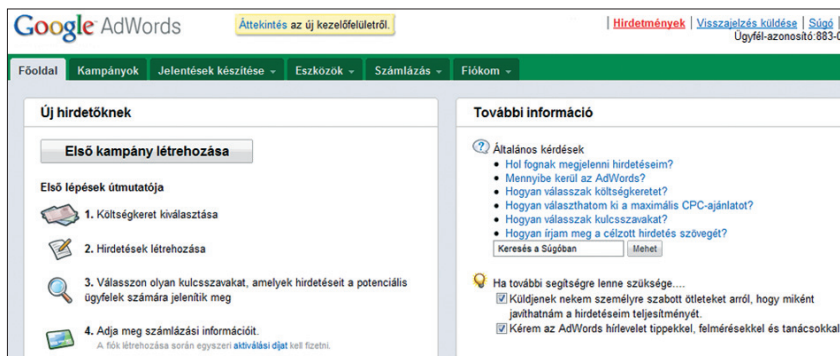 Google AdWords
Áttekintés az új kezelőfelületről.
Hirdetmények | Visszajelzés küldése | Súgó |
Ügyfél-azonosító:883-0
Főoldal Kampányok Jelentések készítése Eszközök Számlázás Fiókom
Új hirdetőknek
Első kampány létrehozása
Első lépések útmutatója
1. Költségkeret kiválasztása
2. Hirdetések létrehozása
3. Válasszon olyan kulcsszavakat, amelyek hirdetéseit a potenciális
ügyfelek számára jelenítik meg
4. Adja meg számlázási információit.
A fiók létrehozása során egyszeri aktiválási díjat kell fizetni.
További információ
Általános kérdések
Hol fognak megjelenni hirdetéseim?
Mennyibe kerül az AdWords?
Hogyan válasszak költségkeretet?
Hogyan választhatom ki a maximális CPC-ajánlatot?
Hogyan válasszak kulcsszavakat?
Hogyan írjam meg a célzott hirdetés szövegét?
Keresés a Súgóban Mehet
Ha további segítségre lenne szüksége....
Küldjenek nekem személyre szabott ötleteket arról, hogy miként
javíthatnám a hirdetéseim teljesítményét.
Kérem az AdWords hírlevelet tippekkel, felmérésekkel és tanácsokkal